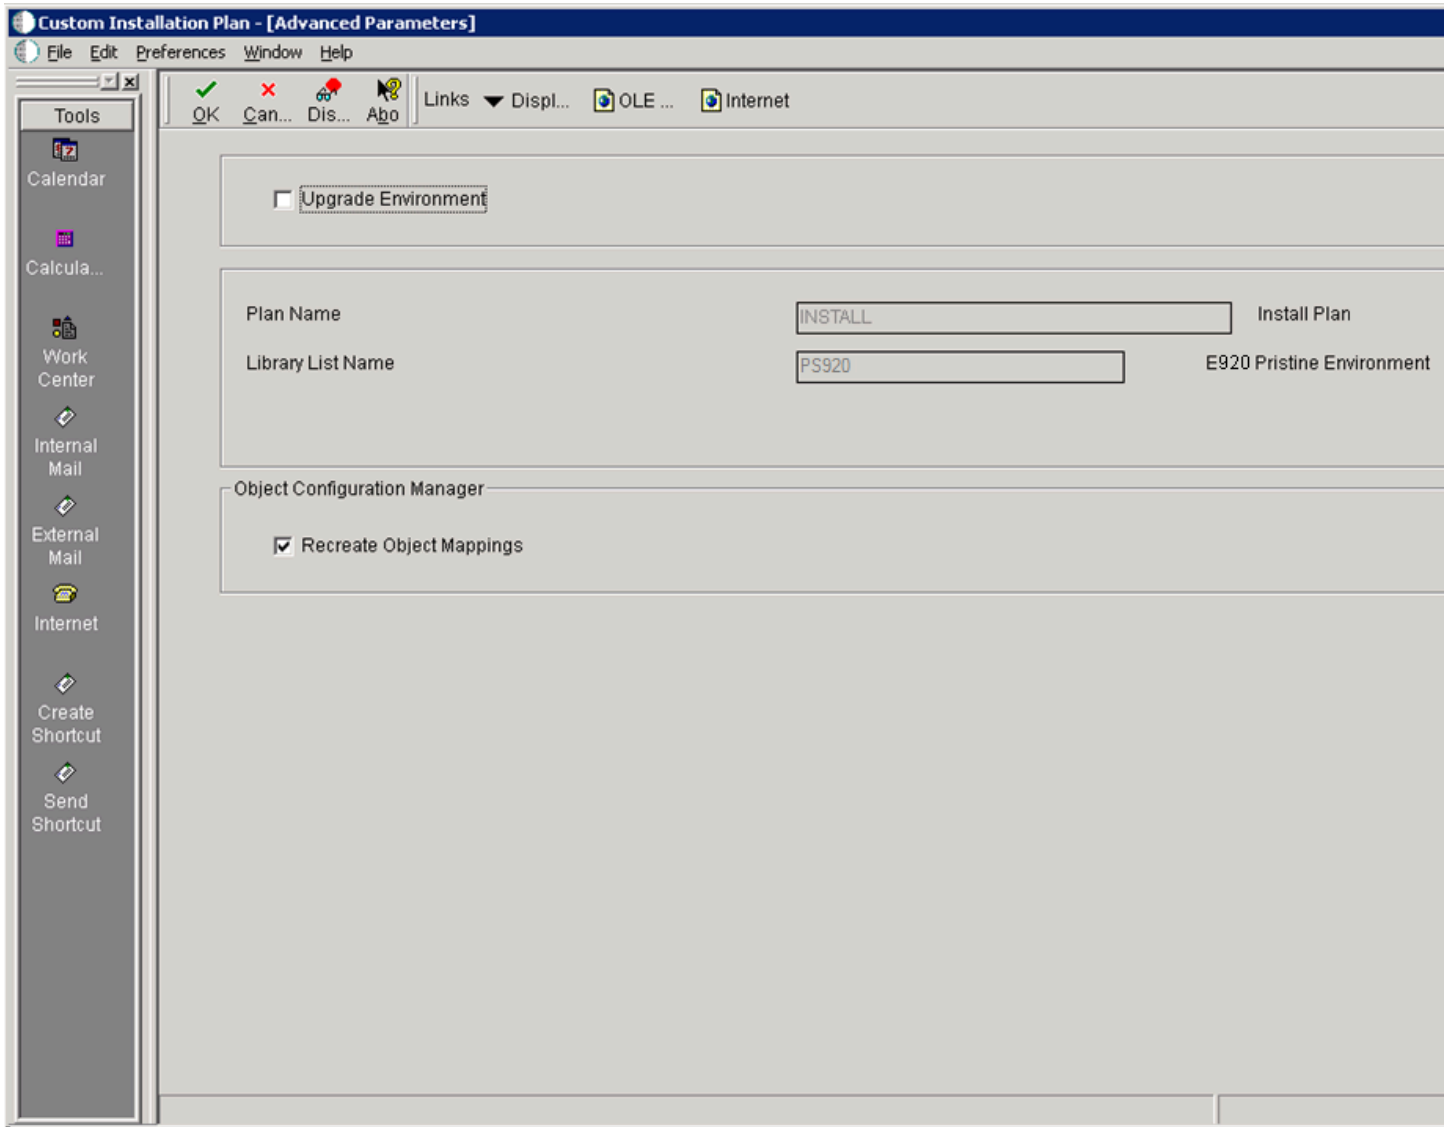 Custom Installation Plan - [Advanced Parameters]
File Edit Preferences Window Help
Tools
OK Can... Dis... Abo Links Displ... OLE ... Internet
Calendar
Calcula...
Work
Center
Internal
Mail
External
Mail
Internet
Create
Shortcut
Send
Shortcut
Upgrade Environment
Plan Name INSTALL Install Plan
Library List Name PS920 E920 Pristine Environment
Object Configuration Manager
Recreate Object Mappings